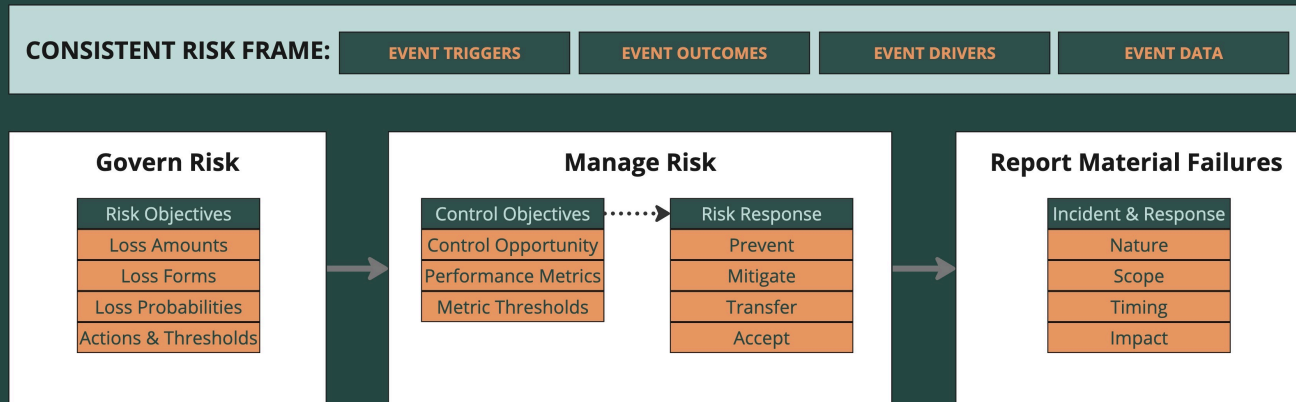 CONSISTENT RISK FRAME:
EVENT TRIGGERS
EVENT OUTCOMES
EVENT DRIVERS
EVENT DATA
Govern Risk
Risk Objectives
Loss Amounts
Loss Forms
Loss Probabilities
Actions & Thresholds
Manage Risk
Control Objectives
Control Opportunity
Performance Metrics
Metric Thresholds
Risk Response
Prevent
Mitigate
Transfer
Accept
Report Material Failures
Incident & Response
Nature
Scope
Timing
Impact